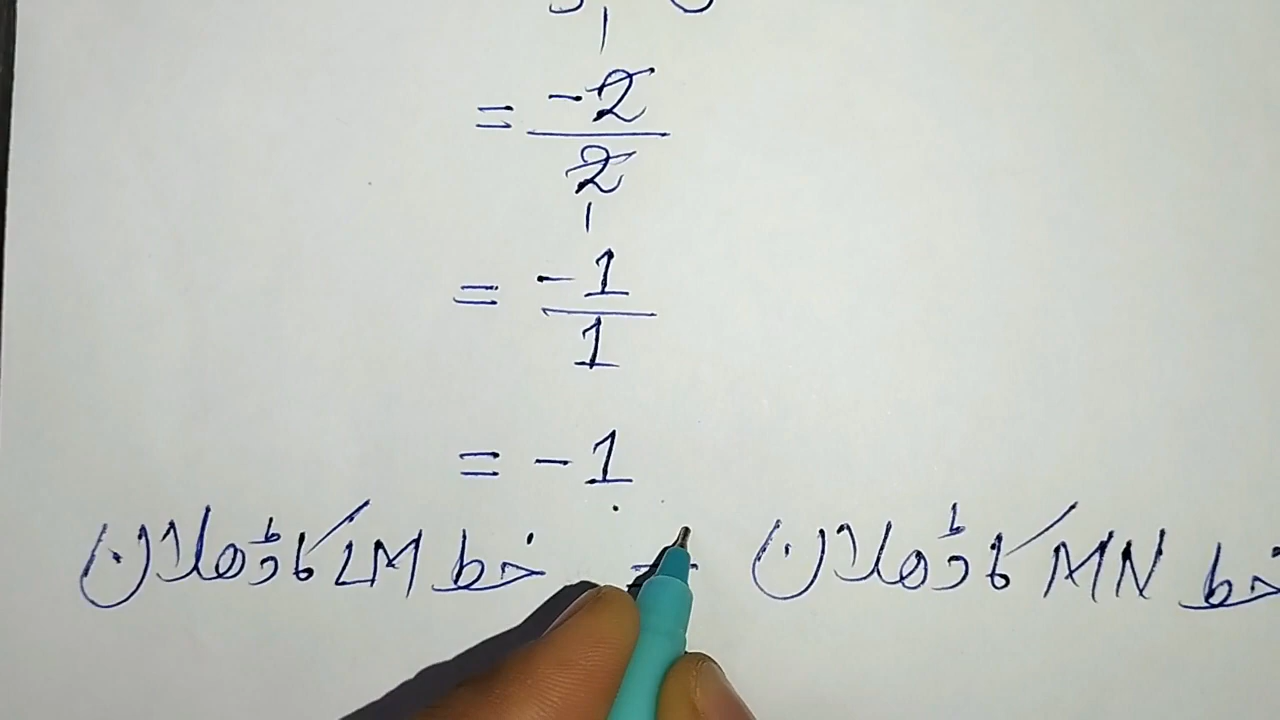 = -2/2
= -1/1
= -1
خط MN کا ڈھلان = خط LM کا ڈھلان